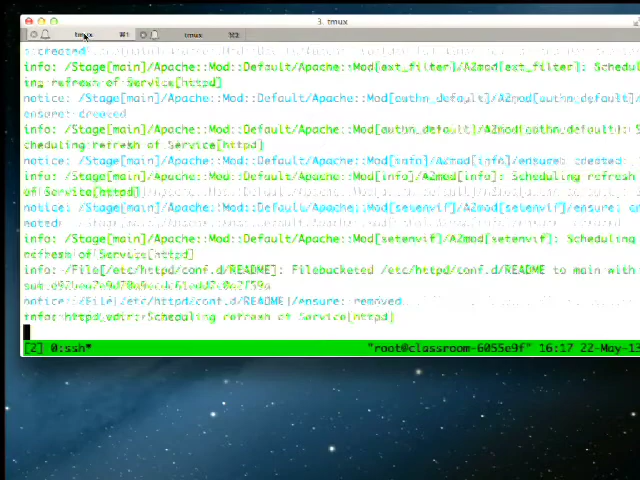 3. tmux
tmux ⌘1 tmux ⌘2
created
info: /Stage[main]/Apache::Mod::Default/Apache::Mod[ext_filter]/A2mod[ext_filter]: Schedul
ing refresh of Service[httpd]
notice: /Stage[main]/Apache::Mod::Default/Apache::Mod[authn_default]/A2mod[authn_default]/
ensure: created
info: /Stage[main]/Apache::Mod::Default/Apache::Mod[authn_default]/A2mod[authn_default]: S
cheduling refresh of Service[httpd]
notice: /Stage[main]/Apache::Mod::Default/Apache::Mod[info]/A2mod[info]/ensure: created
info: /Stage[main]/Apache::Mod::Default/Apache::Mod[info]/A2mod[info]: Scheduling refresh
of Service[httpd]
notice: /Stage[main]/Apache::Mod::Default/Apache::Mod[setenvif]/A2mod[setenvif]/ensure:
info: /Stage[main]/Apache::Mod::Default/Apache::Mod[setenvif]/A2mod[setenvif]: Scheduling
refresh of Service[httpd]
info: /File[/etc/httpd/conf.d/README]: Filebucketed /etc/httpd/conf.d/README to main with
sum
notice: /File[/etc/httpd/conf.d/README]/ensure: removed
info: httpd_vdir: Scheduling refresh of Service[httpd]
[2] 0:ssh* "root@classroom-6055e9f" 16:17 22-May-13